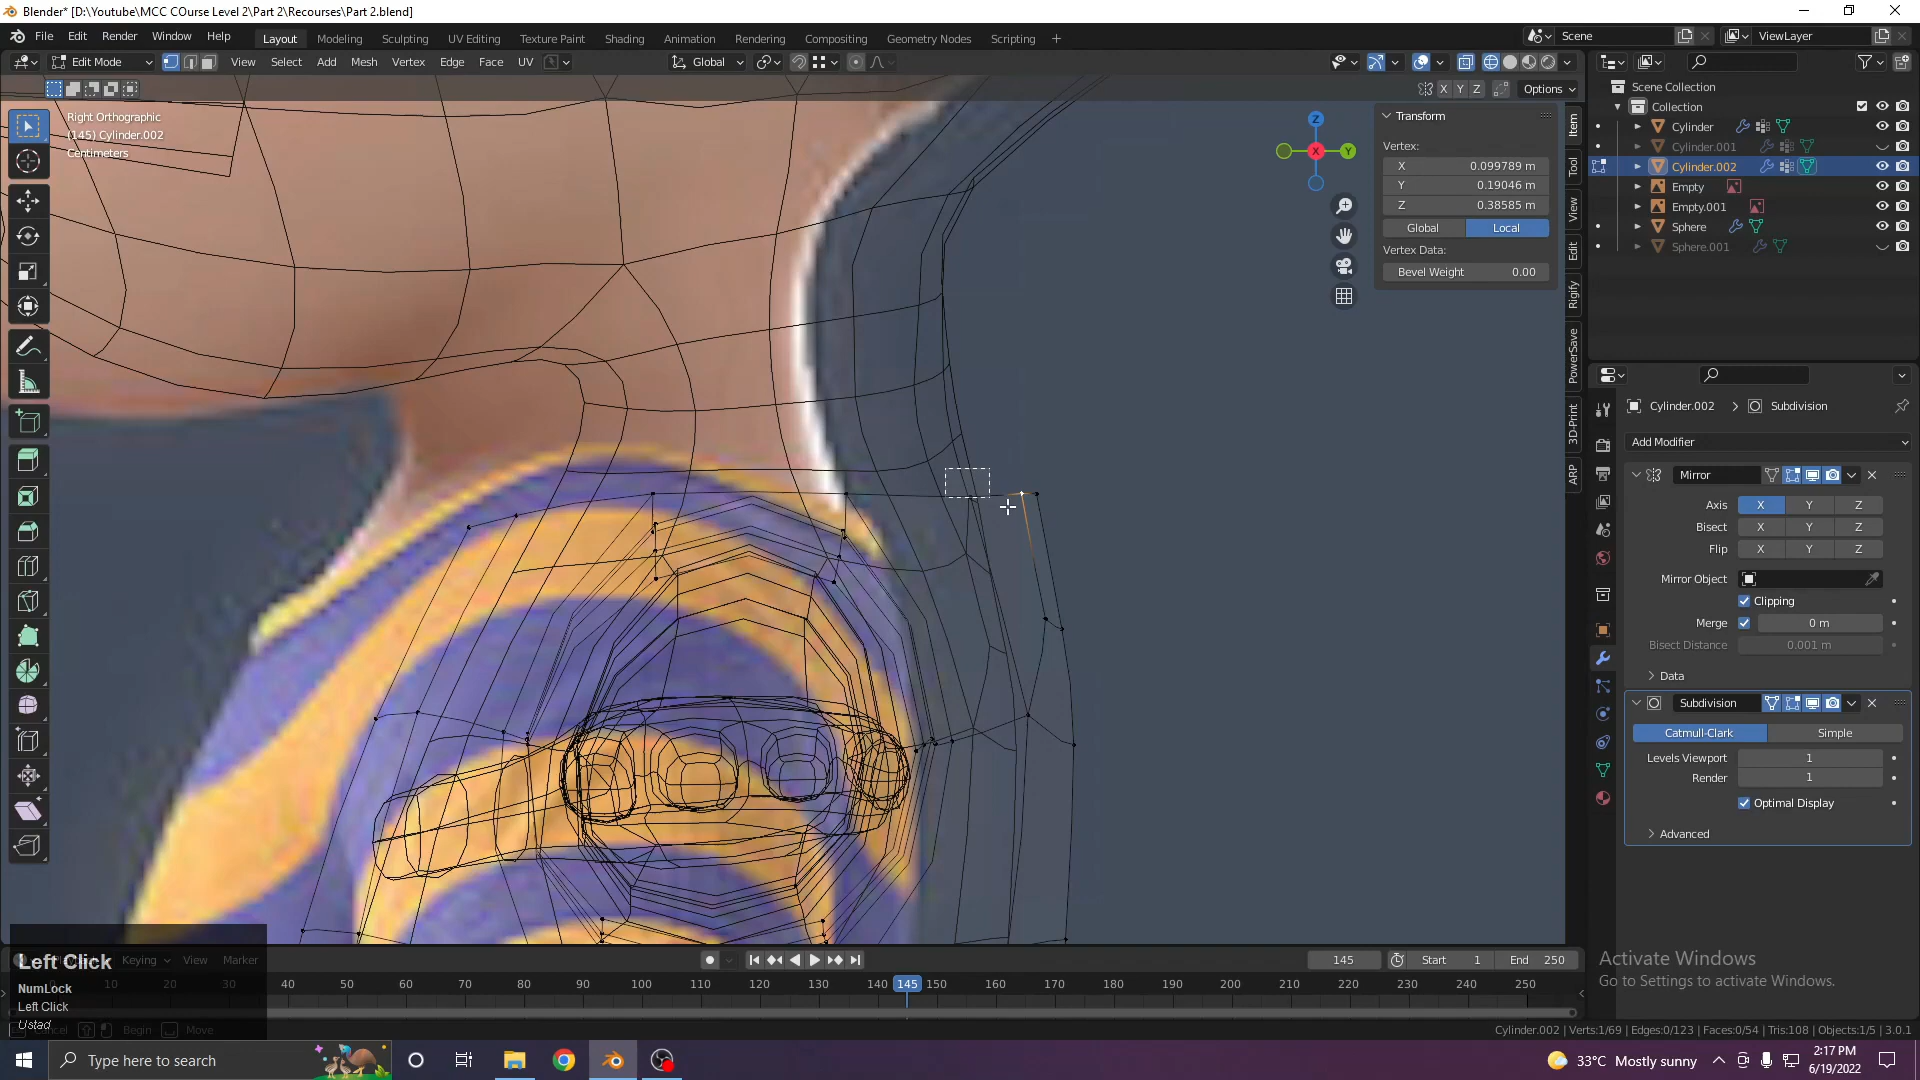 Blender* [D:\Youtube\MCC COurse Level 2\Part 2\Recourses\Part 2.blend]
File Edit Render Window Help Layout Modeling Sculpting UV Editing Texture Paint Shading Animation Rendering Compositing Geometry Nodes Scripting + Scene ViewLayer
Edit Mode View Select Add Mesh Vertex Edge Face UV Global
X Y Z Options
Right Orthographic
(145) Cylinder.002
Centimeters
Z
Y
X
Transform
Vertex:
X 0.099789 m
Y 0.19046 m
Z 0.38585 m
Global Local
Vertex Data:
Bevel Weight 0.00
Item
Tool
View
Edit
Rigify
PowerSave
3D-Print
ARP
Scene Collection
Collection
Cylinder
Cylinder.001
Cylinder.002
Empty
Empty.001
Sphere
Sphere.001
Cylinder.002 > Subdivision
Add Modifier
Mirror
Axis X Y Z
Bisect X Y Z
Flip X Y Z
Mirror Object
Clipping
Merge 0 m
Bisect Distance 0.001 m
Data
Subdivision
Catmull-Clark Simple
Levels Viewport 1
Render 1
Optimal Display
Advanced
Left Click
NumLock
Left Click
Ustad
Keying View Marker
145 Start 1 End 250
40 50 60 70 80 90 100 110 120 130 140 145 150 160 170 180 190 200 210 220 230 240 250
Cancel Begin Move
Activate Windows
Go to Settings to activate Windows.
Cylinder.002 | Verts:1/69 | Edges:0/123 | Faces:0/54 | Tris:108 | Objects:1/5 | 3.0.1
Type here to search
33°C Mostly sunny
2:17 PM
6/19/2022